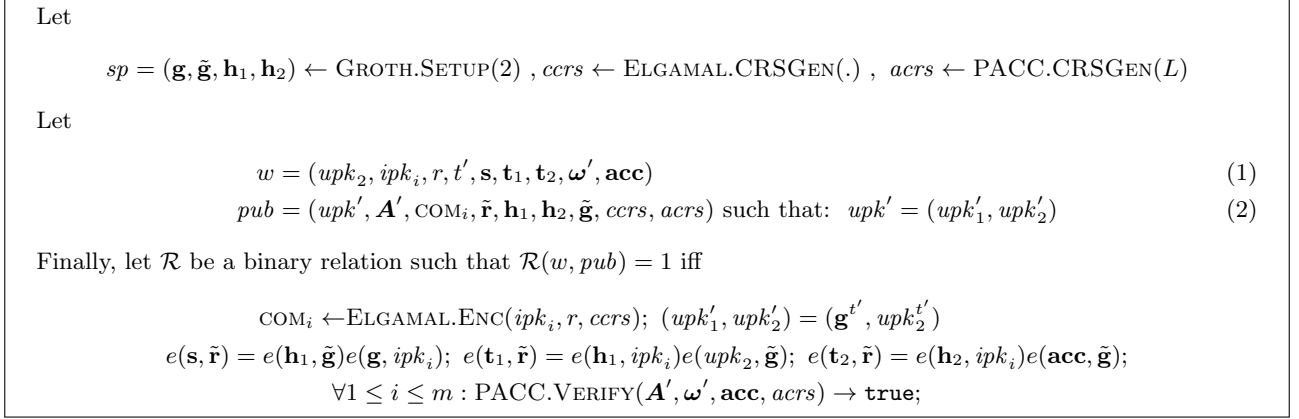 Let
sp = (g, g̃, h₁, h₂) ← GROTH.SETUP(2) , ccrs ← ELGAMAL.CRSGEN(.) , acrs ← PACC.CRSGEN(L)
Let
w = (upk₂, ipkᵢ, r, t′, s, t₁, t₂, ω′, acc) (1)
pub = (upk′, A′, COMᵢ, r̃, h₁, h₂, g̃, ccrs, acrs) such that: upk′ = (upk′₁, upk′₂) (2)
Finally, let ℛ be a binary relation such that ℛ(w, pub) = 1 iff
COMᵢ ←ELGAMAL.ENC(ipkᵢ, r, ccrs); (upk′₁, upk′₂) = (g^{t′}, upk₂^{t′})
e(s, r̃) = e(h₁, g̃)e(g, ipkᵢ); e(t₁, r̃) = e(h₁, ipkᵢ)e(upk₂, g̃); e(t₂, r̃) = e(h₂, ipkᵢ)e(acc, g̃);
∀1 ≤ i ≤ m : PACC.VERIFY(A′, ω′, acc, acrs) → true;